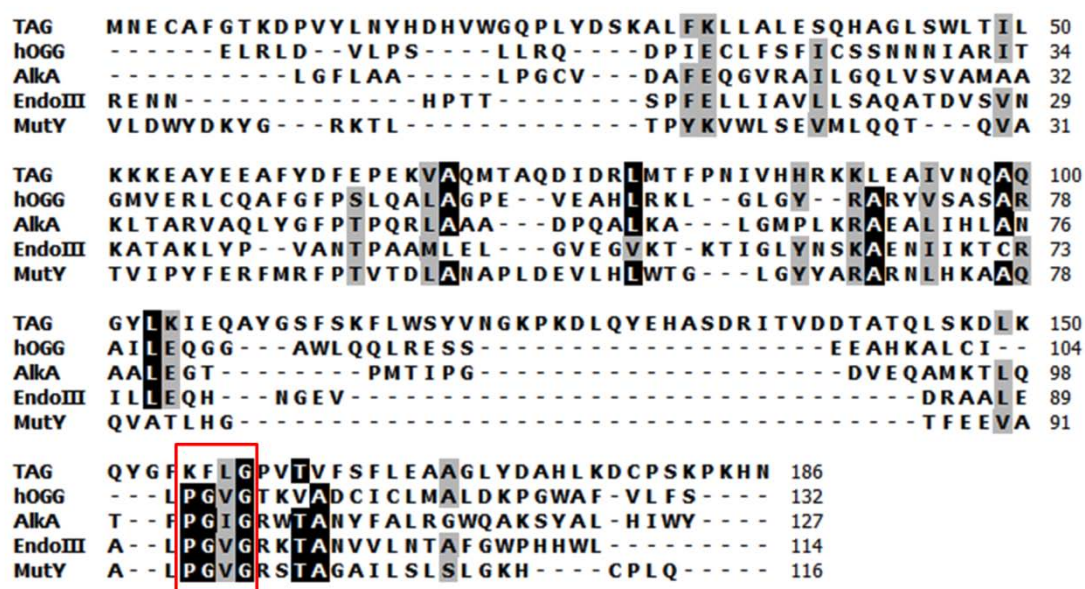 TAG MNECAFGTKDPVYLNYHDHVWGQPLYDSKALFKLLALESQHAGLSWLTIL 50
hOGG ------ELRLD--VLPS----LLRQ----DPIECLFSFICSSNNNIARIT 34
AlkA ----------LGFLAA-----LPGCV---DAFEQGVRAILGQLVSVAMAA 32
EndoIII RENN-------------HPTT--------SPFELLIAVLLSAQATDVSVN 29
MutY VLDWYDKYG---RKTL-------------TPYKVWLSEVMLQQT---QVA 31
TAG KKKEAYEEAFYDFEPEKVAQMTAQDIDRLMTFPNIVHHRKKLEAIVNQAQ 100
hOGG GMVERLCQAFGFPSLQALAGPE--VEAHLRKL--GLGY--RARYVSASAR 78
AlkA KLTARVAQLYGFPTPQRLAAA---DPQALKA---LGMPLKRAEALIHLAN 76
EndoIII KATAKLYP--VANTPAAMLEL---GVEGVKT-KTIGLYNSKAENIIKTCR 73
MutY TVIPYFERFMRFPTVTDLANAPLDEVLHLWTG---LGYYARARNLHKAAQ 78
TAG GYLKIEQAYGSFSKFLWSYVNGKPKDLQYEHASDRITVDDTATQLSKDLK 150
hOGG AILEQGG---AWLQQLRESS-------------------EEAHKALCI-- 104
AlkA AALEGT--------PMTIPG--------------------DVEQAMKTLQ 98
EndoIII ILLEQH---NGEV-------------------------------DRAALE 89
MutY QVATLHG-------------------------------------TFEEVA 91
TAG QYGFKFLGPVTVFSFLEAAGLYDAHLKDCPSKPKHN 186
hOGG ---LPGVGTKVADCICLMALDKPGWAF-VLFS---- 132
AlkA T--FPGIGRWTANYFALRGWQAKSYAL-HIWY---- 127
EndoIII A--LPGVGRKTANVVLNTAFGWPHHWL--------- 114
MutY A--LPGVGRSTAGAILSLSLGKH----CPLQ----- 116